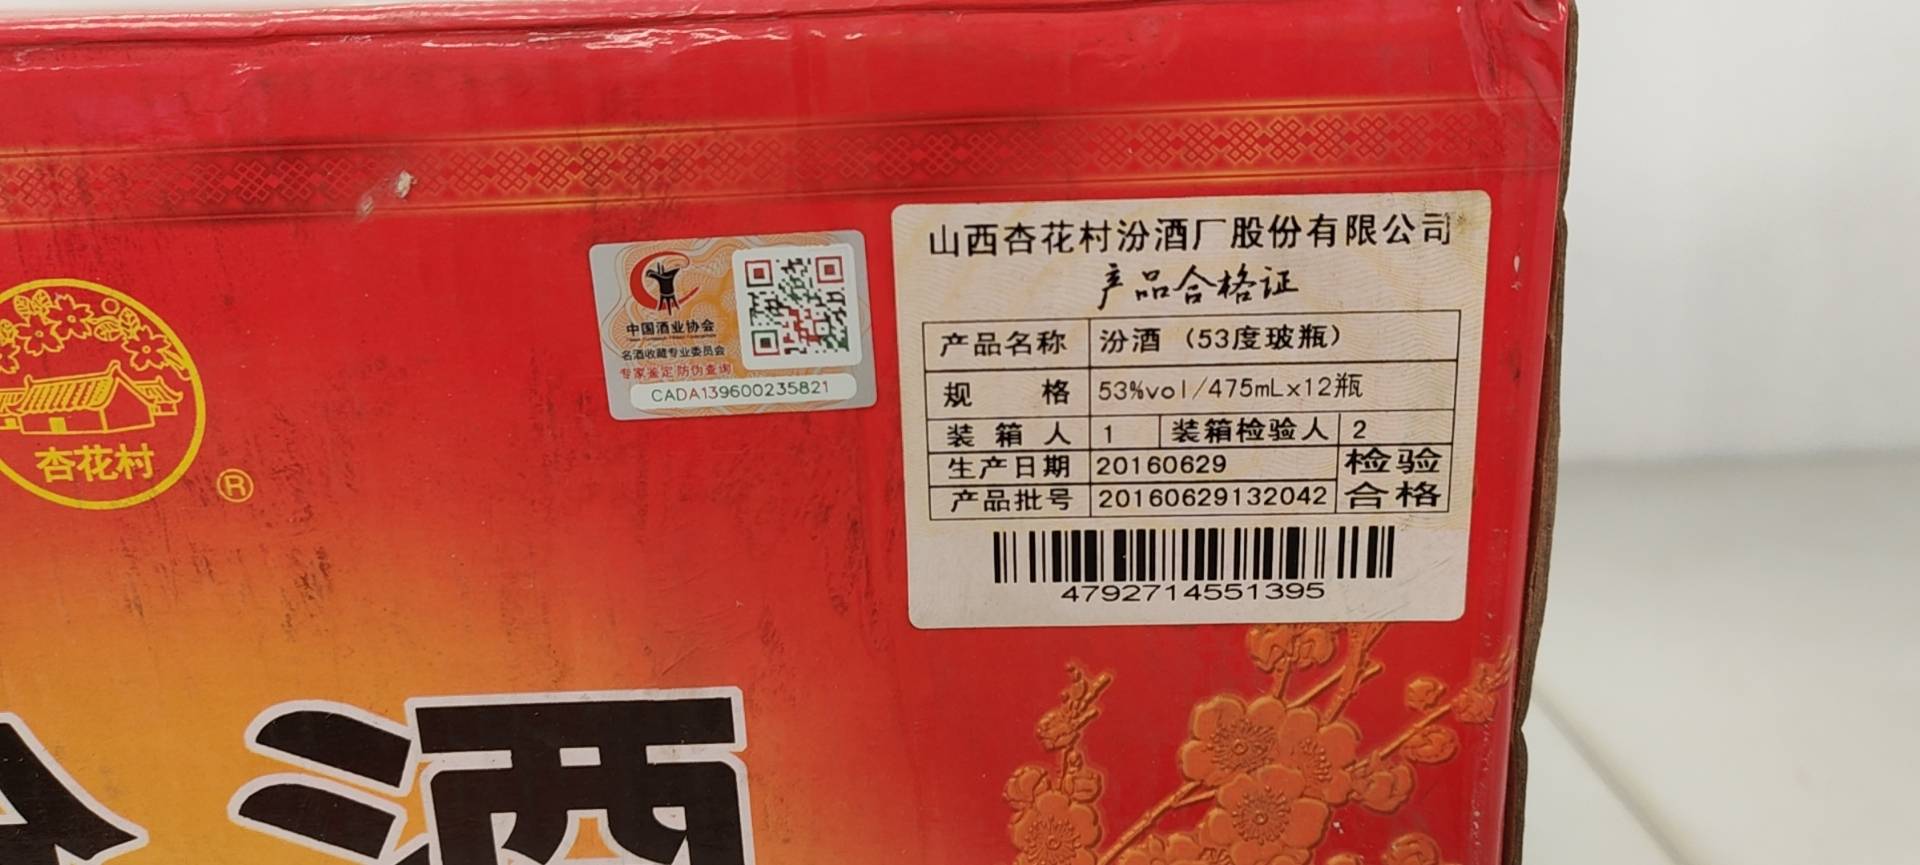 杏花村
®
中国酒业协会
名酒收藏专业委员会
专家鉴定 防伪查询
CADA139600235821
山西杏花村汾酒厂股份有限公司
产品合格证
产品名称 汾酒（53度玻瓶）
规 格 53%vol/475mL×12瓶
装箱人 1 装箱检验人 2
生产日期 20160629 检验
产品批号 20160629132042 合格
4792714551395
酒